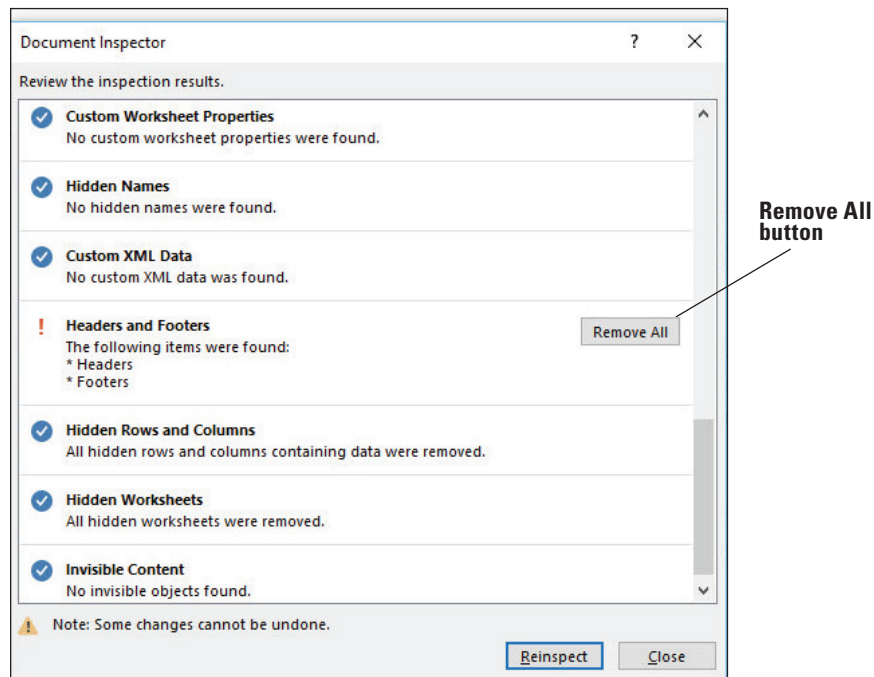 Document Inspector ? ×
Review the inspection results.
Custom Worksheet Properties
No custom worksheet properties were found.
Hidden Names
No hidden names were found.
Custom XML Data
No custom XML data was found.
! Headers and Footers
The following items were found:
* Headers
* Footers
Remove All
Remove All
button
Hidden Rows and Columns
All hidden rows and columns containing data were removed.
Hidden Worksheets
All hidden worksheets were removed.
Invisible Content
No invisible objects found.
Note: Some changes cannot be undone.
Reinspect Close